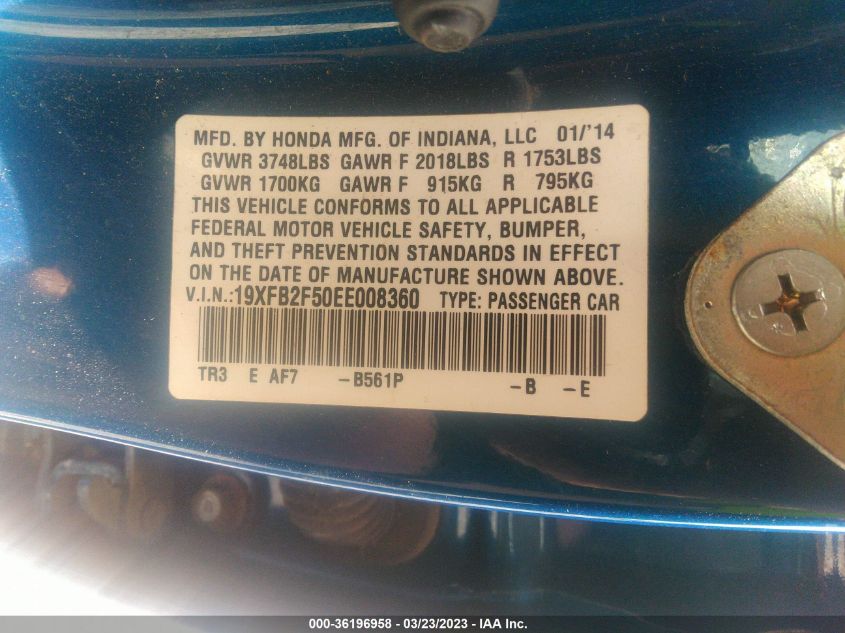 MFD. BY HONDA MFG. OF INDIANA, LLC 01/'14
GVWR 3748LBS GAWR F 2018LBS R 1753LBS
GVWR 1700KG GAWR F 915KG R 795KG
THIS VEHICLE CONFORMS TO ALL APPLICABLE
FEDERAL MOTOR VEHICLE SAFETY, BUMPER,
AND THEFT PREVENTION STANDARDS IN EFFECT
ON THE DATE OF MANUFACTURE SHOWN ABOVE.
V.I.N.:19XFB2F50EE008360 TYPE: PASSENGER CAR
TR3 E AF7 -B561P -B -E
000-36196958 - 03/23/2023 - IAA Inc.